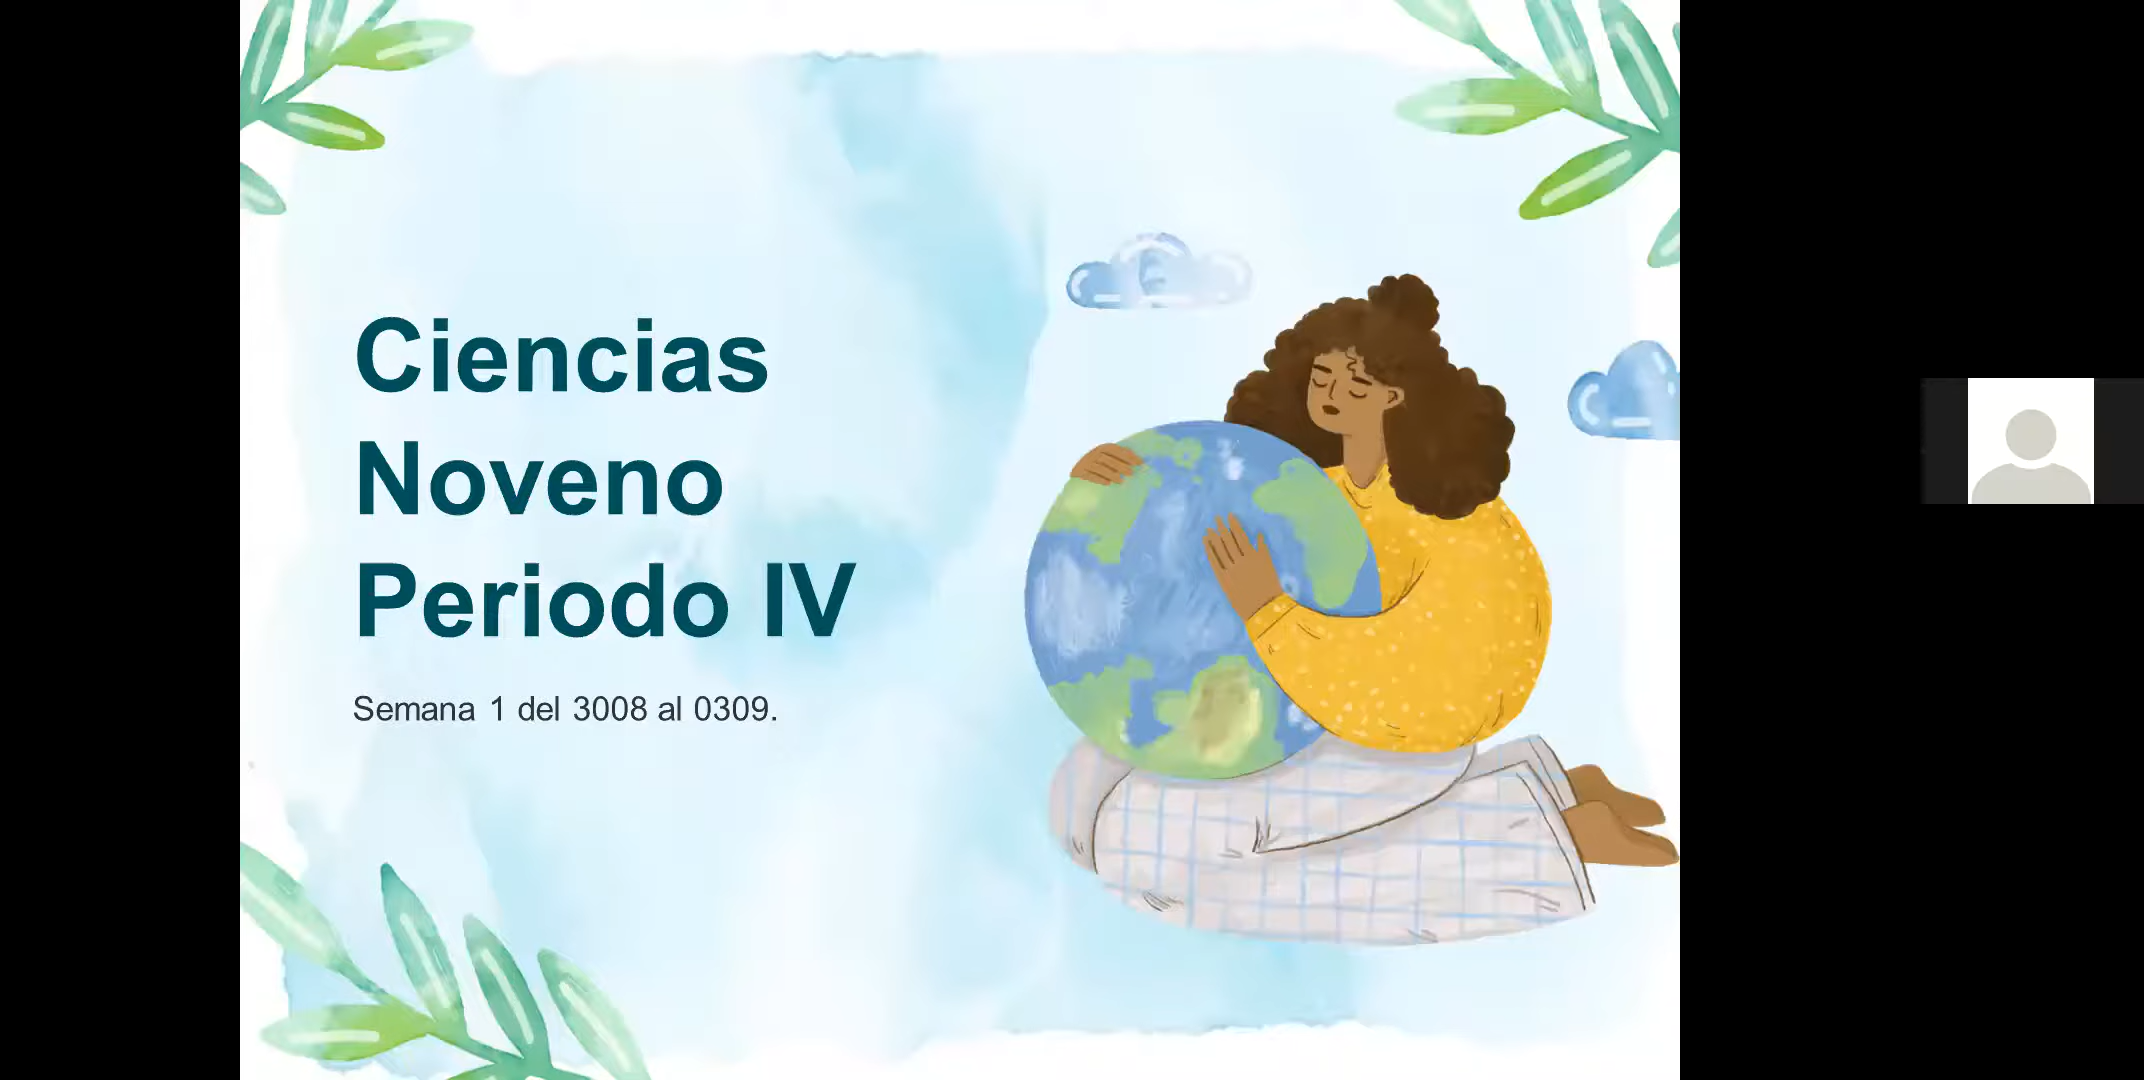 Ciencias
Noveno
Periodo IV
Semana 1 del 3008 al 0309.